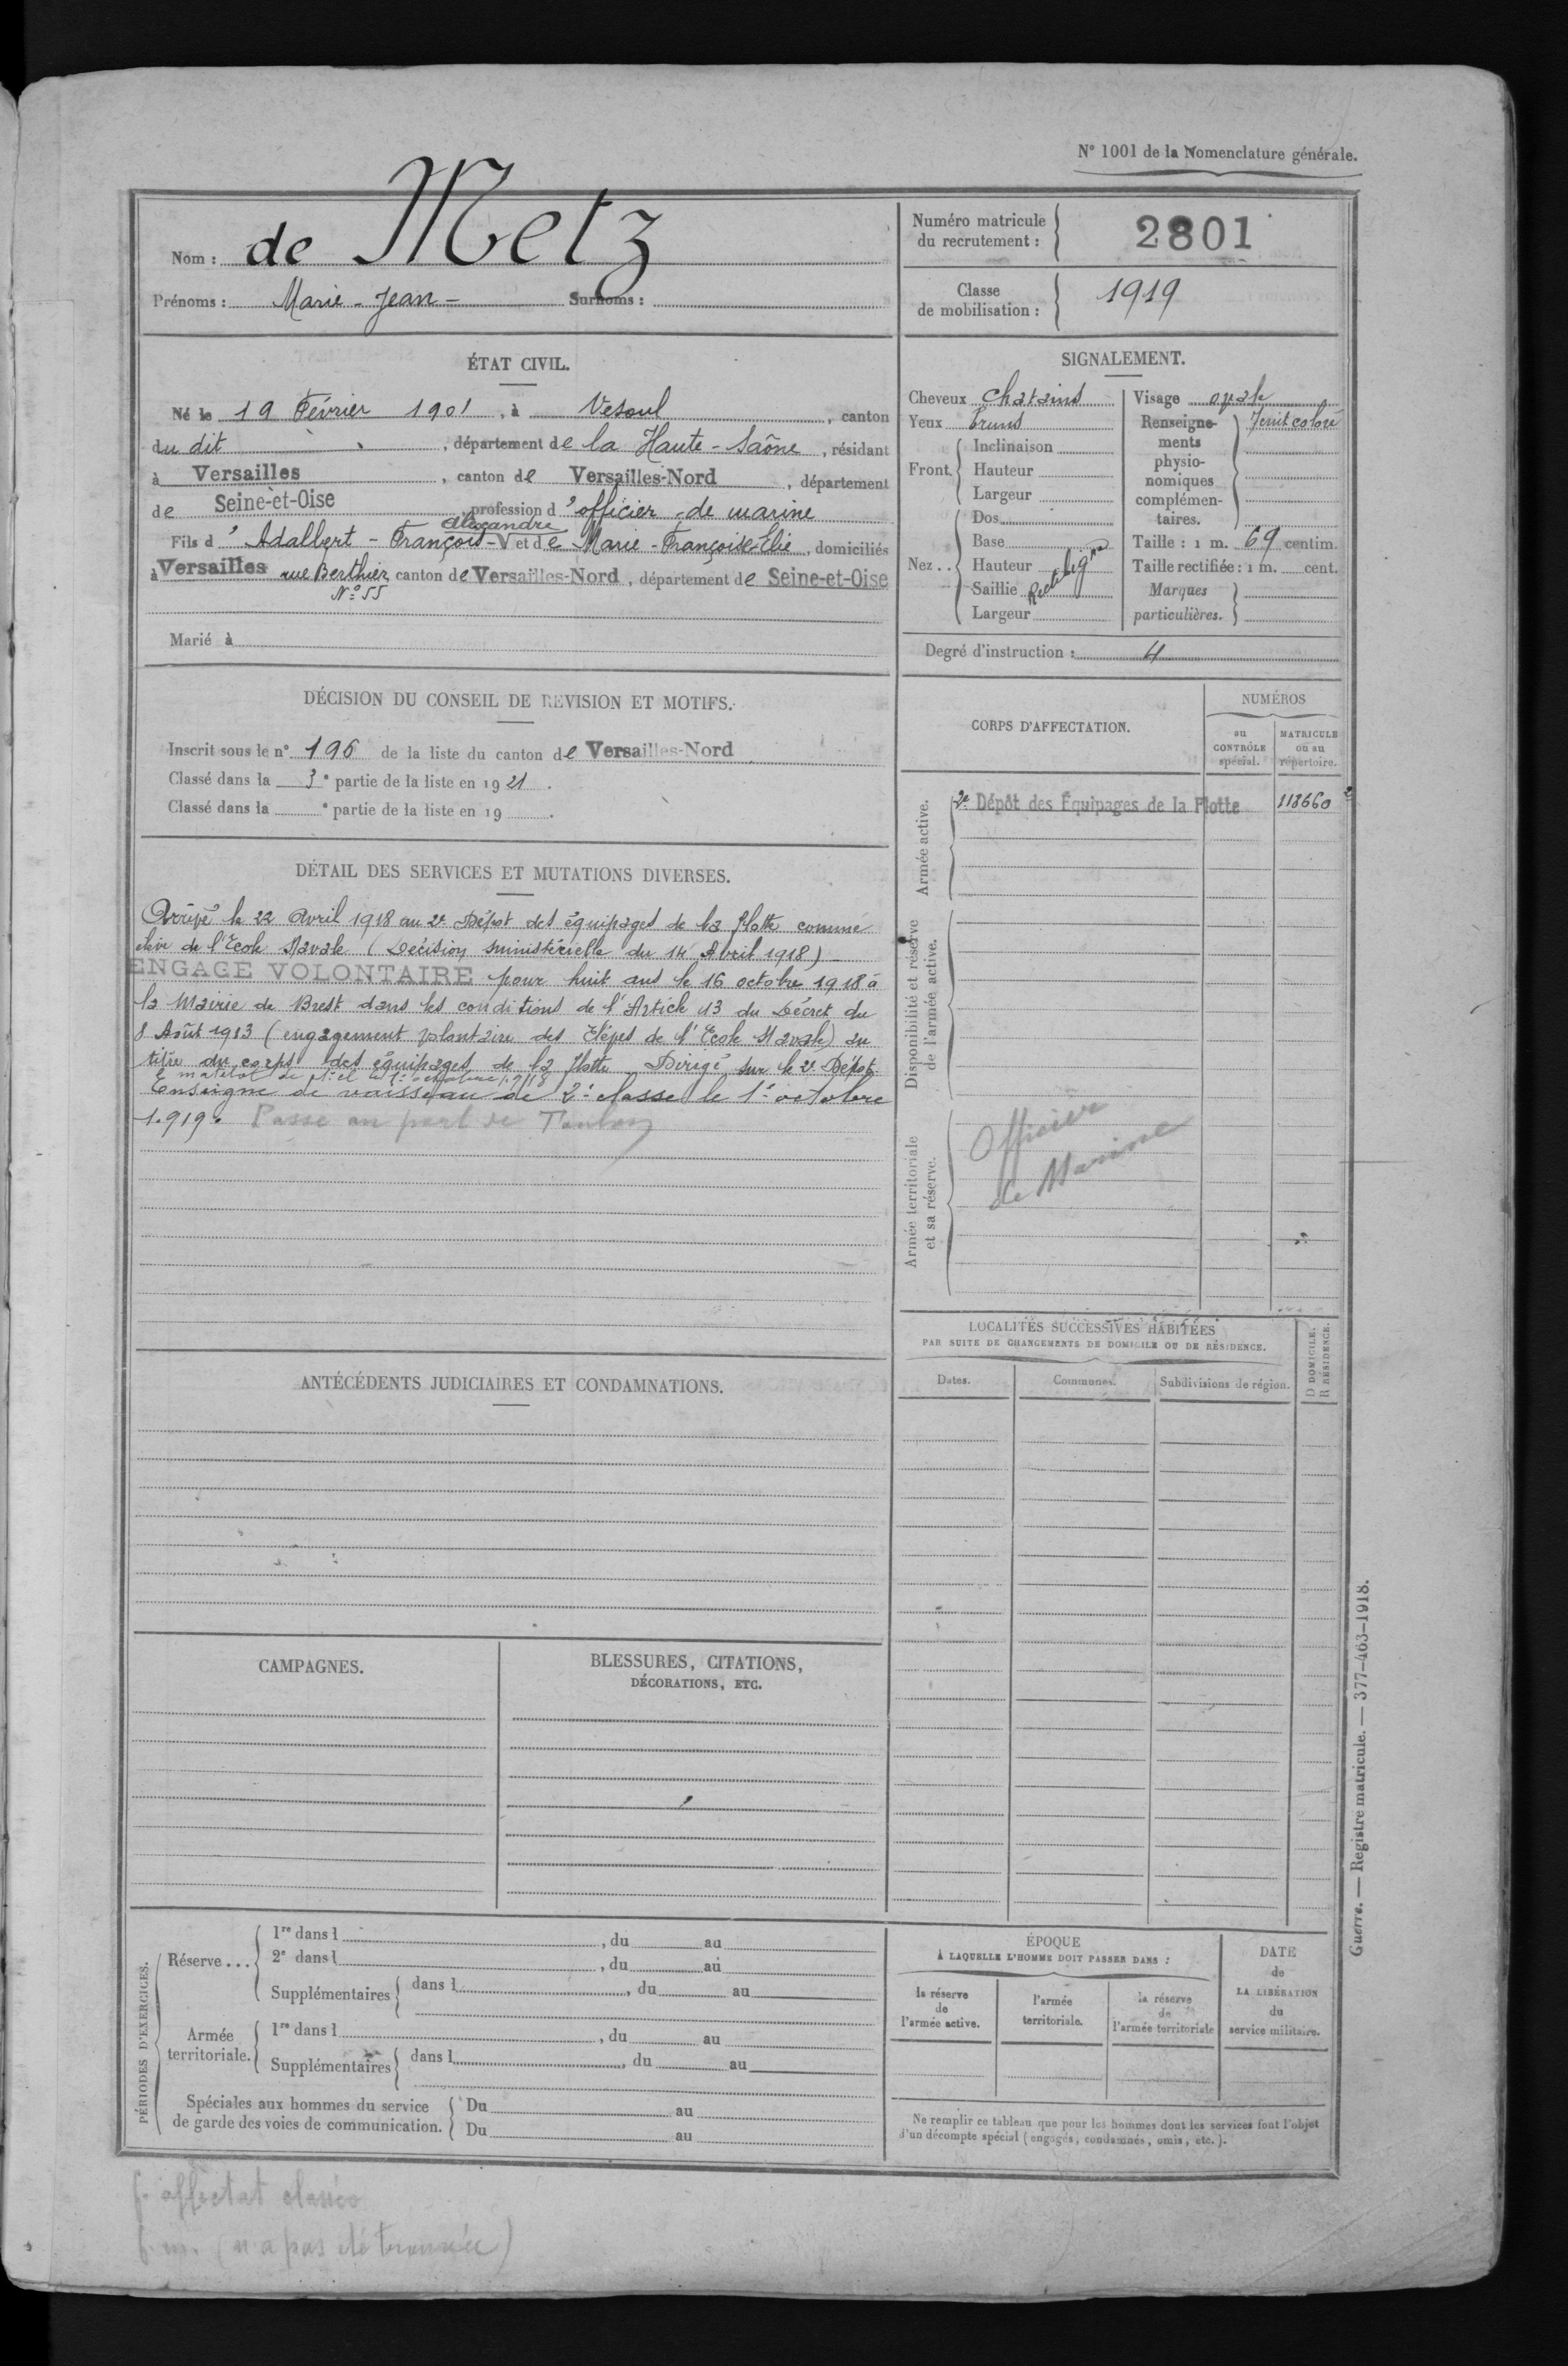 N° 1001 de la Nomenclature générale.
Nom : de Metz
Prénoms : Marie - Jean - Surnoms :
Numéro matricule du recrutement : 2801
Classe de mobilisation : 1919
ÉTAT CIVIL.
Né le 19 Février 1901, à Vesoul, canton
du dit, département de la Haute-Saône, résidant
à Versailles, canton de Versailles-Nord, département
de Seine-et-Oise profession d'officier de marine
Alexandre
Fils d'Adalbert - François - V et de Marie - Françoise Elie, domiciliés
à Versailles rue Berthier canton de Versailles-Nord, département de Seine-et-Oise
N° 55
Marié à
SIGNALEMENT.
Cheveux chatains
Yeux bruns
Front. Inclinaison
Hauteur
Largeur
Nez.. Dos
Base
Hauteur
Saillie Rectilig ne
Largeur
Visage ovale
Renseignements physionomiques complémentaires. Teint coloré
Taille : 1 m. 69 centim.
Taille rectifiée : 1 m. cent.
Marques particulières.
Degré d'instruction : 4
DÉCISION DU CONSEIL DE REVISION ET MOTIFS.
Inscrit sous le n° 196 de la liste du canton de Versailles-Nord
Classé dans la 3e partie de la liste en 1921.
Classé dans la e partie de la liste en 19 .
CORPS D'AFFECTATION.
NUMÉROS
au CONTRÔLE spécial.
MATRICULE ou au répertoire.
Armée active.
2e Dépôt des Équipages de la Flotte 118660 2
Disponibilité et réserve de l'armée active.
Armée territoriale et sa réserve.
Officier
de Marine
DÉTAIL DES SERVICES ET MUTATIONS DIVERSES.
Arrivé le 22 Avril 1918 au 2e Dépôt des équipages de la flotte comme
élève de l'Ecole Navale (Décision ministérielle du 14 Avril 1918)
ENGAGE VOLONTAIRE pour huit ans le 16 octobre 1918 à
la Mairie de Brest dans les conditions de l'Article 13 du Décret du
8 Août 1913 (engagement volontaire des Elèves de l'Ecole Navale) au
titre du corps des équipages de la flotte. Dirigé sur le 2e Dépôt
matelot de octobre 1918
Enseigne de vaisseau de 2e classe le 1er octobre
1919. Passé au port de Toulon
ANTÉCÉDENTS JUDICIAIRES ET CONDAMNATIONS.
LOCALITÉS SUCCESSIVES HABITÉES
PAR SUITE DE CHANGEMENTS DE DOMICILE OU DE RÉSIDENCE.
Dates.
Communes.
Subdivisions de région.
D DOMICILE.
R RÉSIDENCE.
CAMPAGNES.
BLESSURES, CITATIONS,
DÉCORATIONS, ETC.
PÉRIODES D'EXERCICES.
Réserve... 1re dans l , du au
2e dans l , du au
Supplémentaires dans l , du au
Armée territoriale. 1re dans l , du au
Supplémentaires dans l , du au
Spéciales aux hommes du service
de garde des voies de communication.
Du au
Du au
ÉPOQUE
À LAQUELLE L'HOMME DOIT PASSER DANS :
la réserve de l'armée active.
l'armée territoriale.
la réserve de l'armée territoriale
DATE de LA LIBÉRATION du service militaire.
Ne remplir ce tableau que pour les hommes dont les services font l'objet
d'un décompte spécial (engagés, condamnés, omis, etc.).
Guerre. — Registre matricule. — 377-463-1918.
f. affectat classée
f. m. (n'a pas été trouvée)